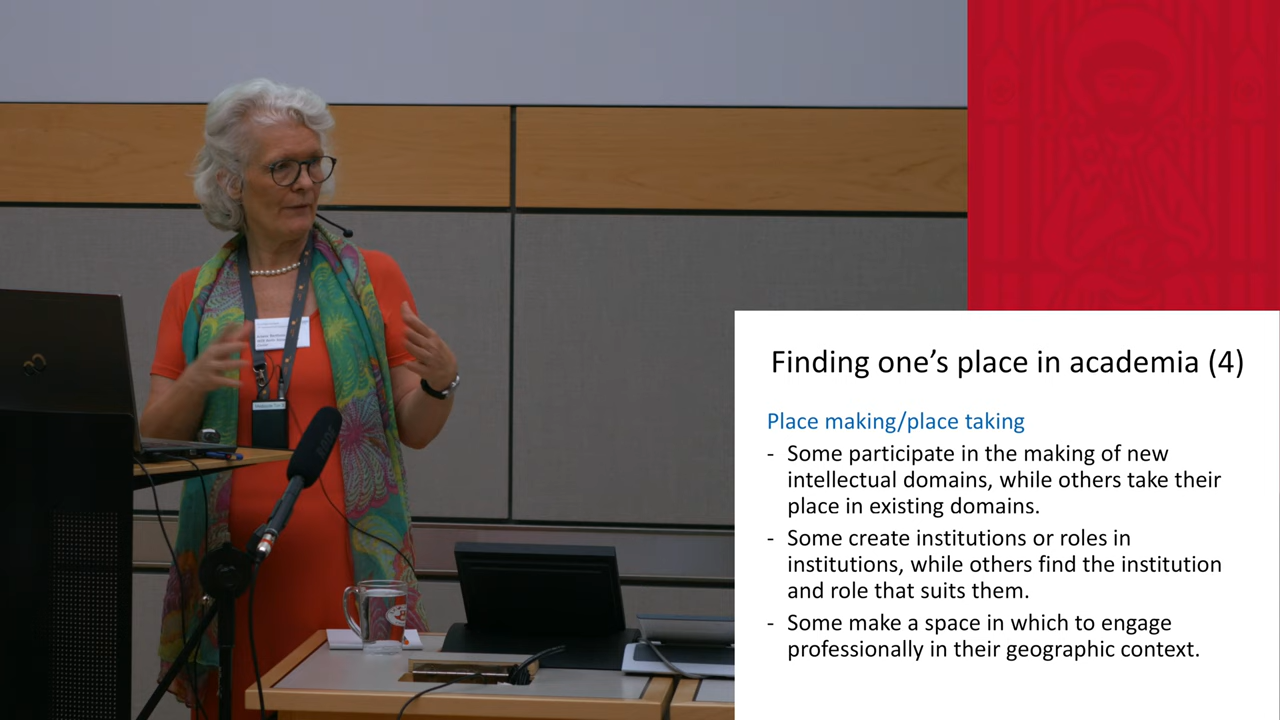 Finding one's place in academia (4)
Place making/place taking
- Some participate in the making of new
intellectual domains, while others take their
place in existing domains.
- Some create institutions or roles in
institutions, while others find the institution
and role that suits them.
- Some make a space in which to engage
professionally in their geographic context.
RODE